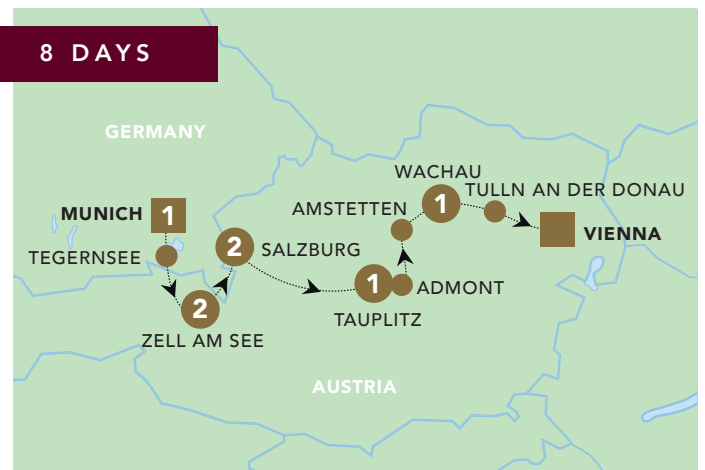 8 DAYS
GERMANY
WACHAU
1
TULLN AN DER DONAU
MUNICH 1
AMSTETTEN
VIENNA
TEGERNSEE
2 SALZBURG
1 ADMONT
2
TAUPLITZ
ZELL AM SEE
AUSTRIA